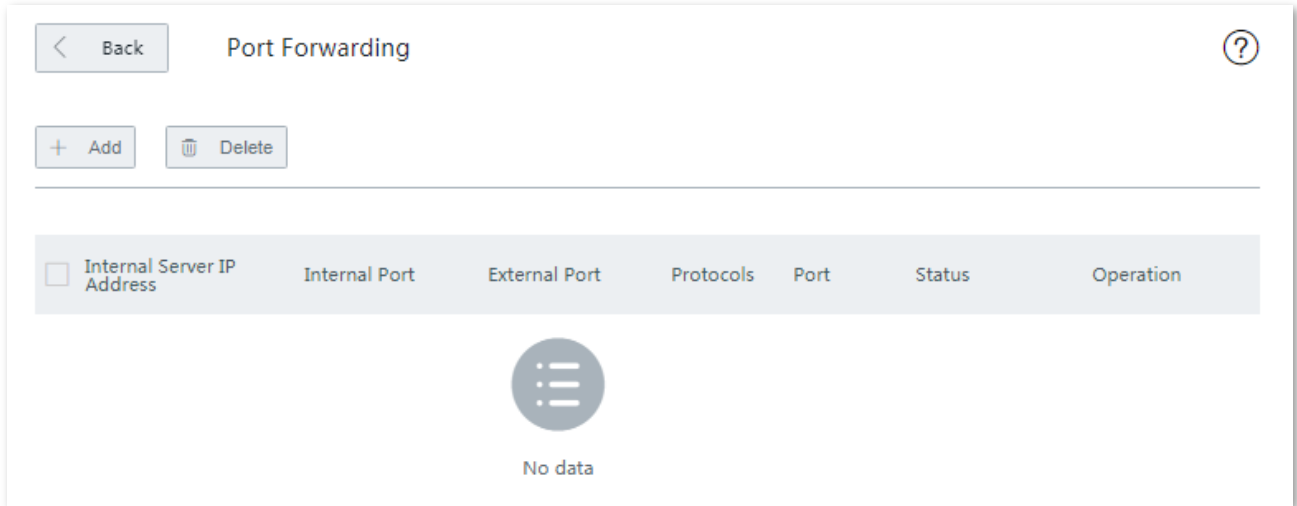 Back
Port Forwarding
?
Add
Delete
Internal Server IP
Address
Internal Port
External Port
Protocols
Port
Status
Operation
No data